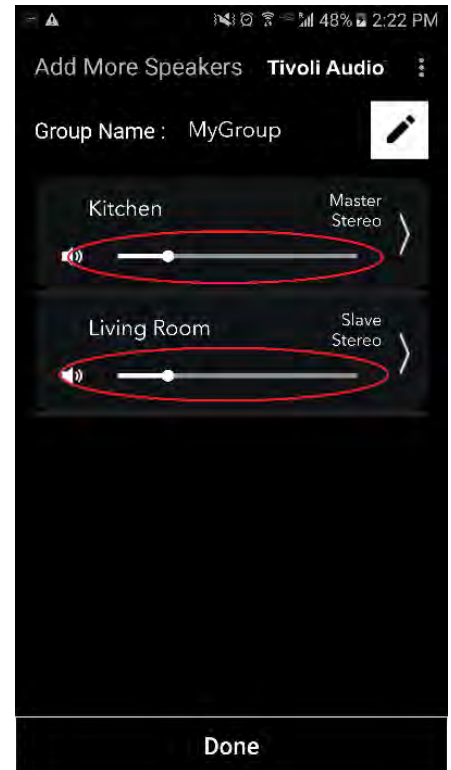 48% 2:22 PM
Add More Speakers Tivoli Audio
Group Name : MyGroup
Kitchen Master
Stereo
Living Room Slave
Stereo
Done